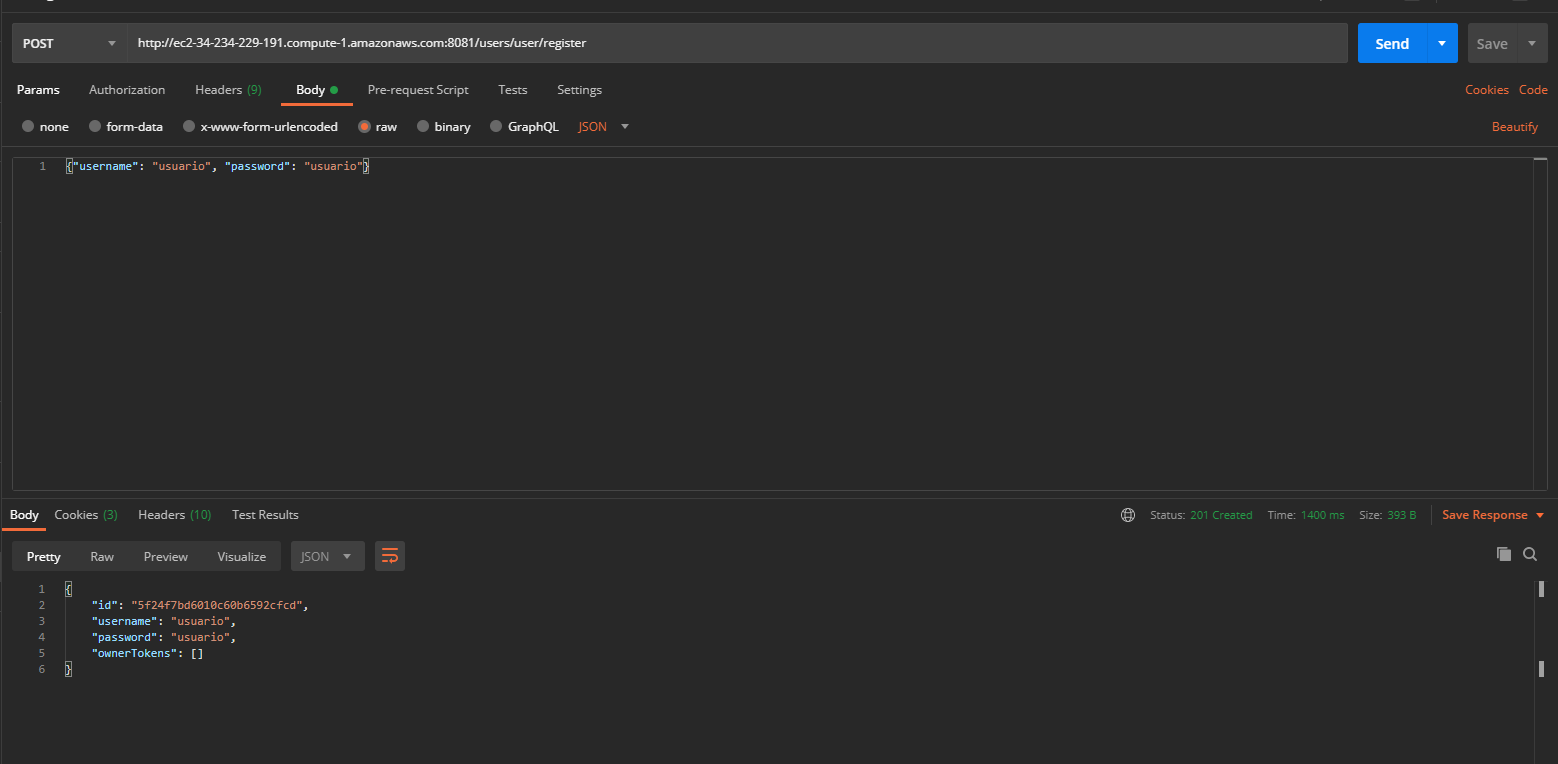 POST http://ec2-34-234-229-191.compute-1.amazonaws.com:8081/users/user/register Send Save
Params Authorization Headers (9) Body Pre-request Script Tests Settings Cookies Code
none form-data x-www-form-urlencoded raw binary GraphQL JSON Beautify
1 {"username": "usuario", "password": "usuario"}
Body Cookies (3) Headers (10) Test Results Status: 201 Created Time: 1400 ms Size: 393 B Save Response
Pretty Raw Preview Visualize JSON
1 {
2 "id": "5f24f7bd6010c60b6592cfcd",
3 "username": "usuario",
4 "password": "usuario",
5 "ownerTokens": []
6 }